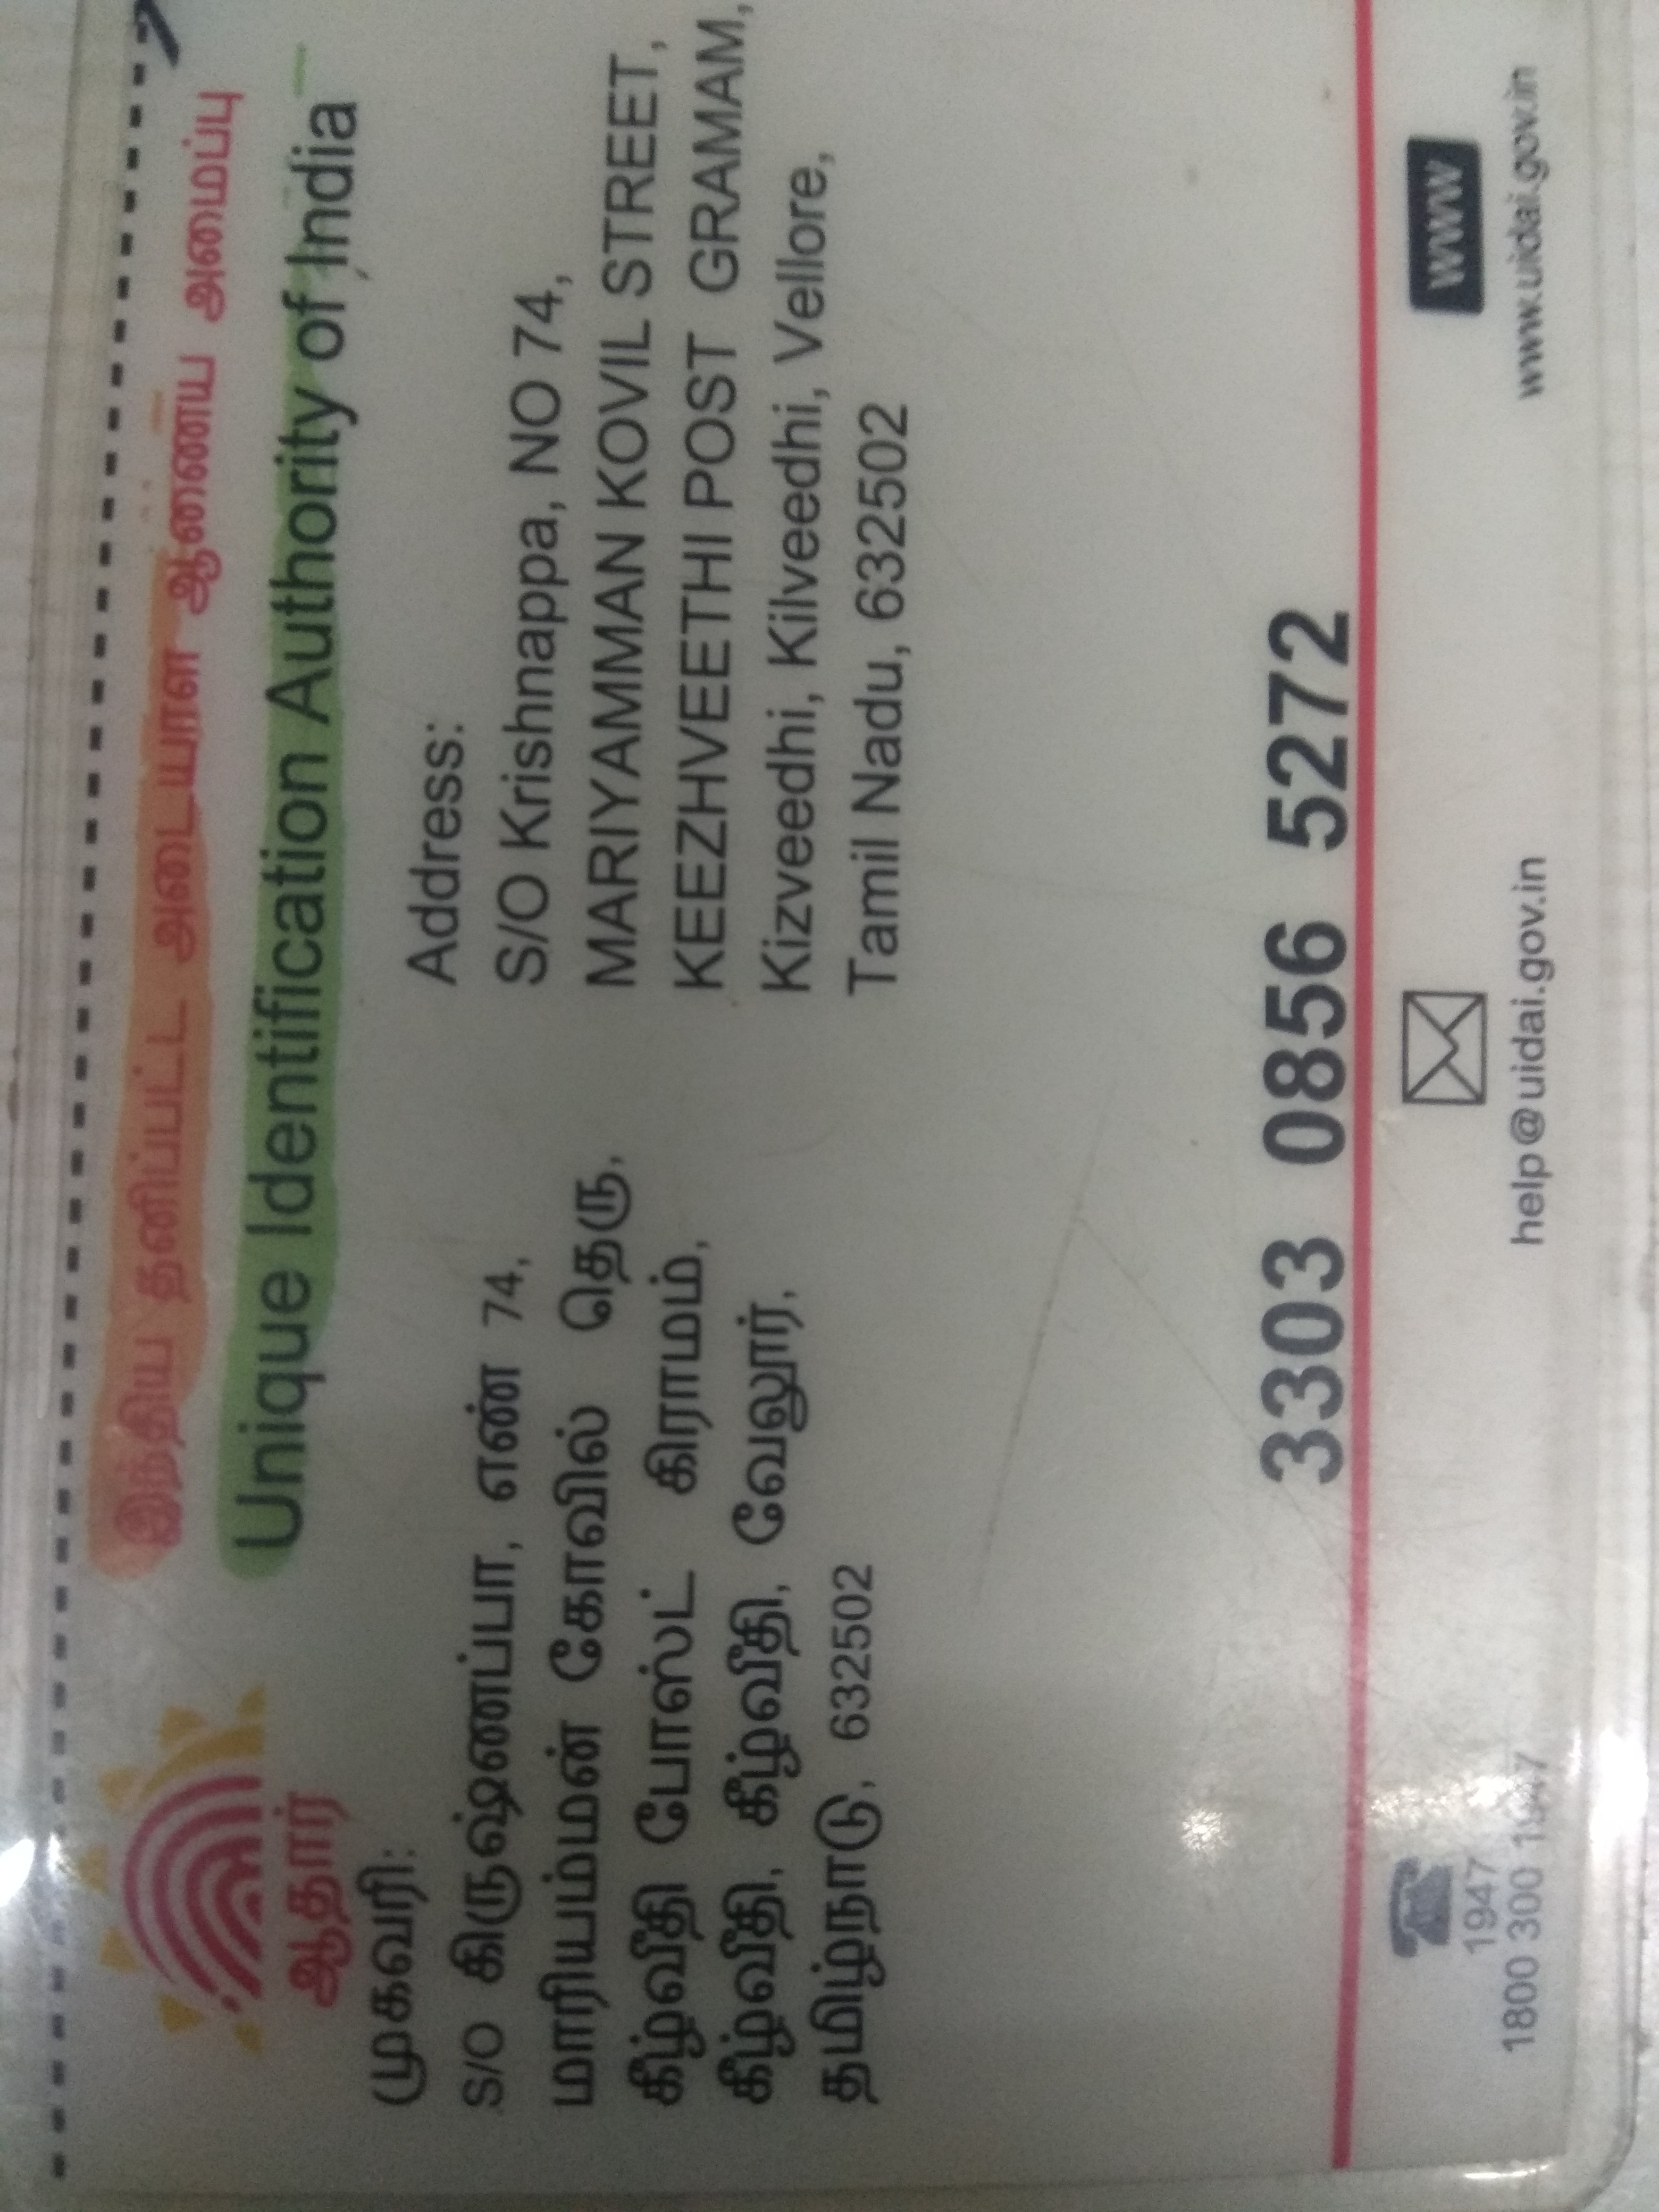 இந்திய தனிப்பட்ட அடையாள ஆணைய அமைப்பு
Unique Identification Authority of India
ஆதார்
முகவரி:
S/O கிருஷ்ணப்பா, என் 74,
மாரியம்மன் கோவில் தெரு,
கீழ்வீதி போஸ்ட் கிராமம்,
கீழ்வீதி, கீழ்வீதி, வேலூர்,
தமிழ்நாடு, 632502
Address:
S/O Krishnappa, NO 74,
MARIYAMMAN KOVIL STREET,
KEEZHVEETHI POST GRAMAM,
Kizveedhi, Kilveedhi, Vellore,
Tamil Nadu, 632502
3303 0856 5272
1947
1800 300 1947
help@uidai.gov.in
www
www.uidai.gov.in